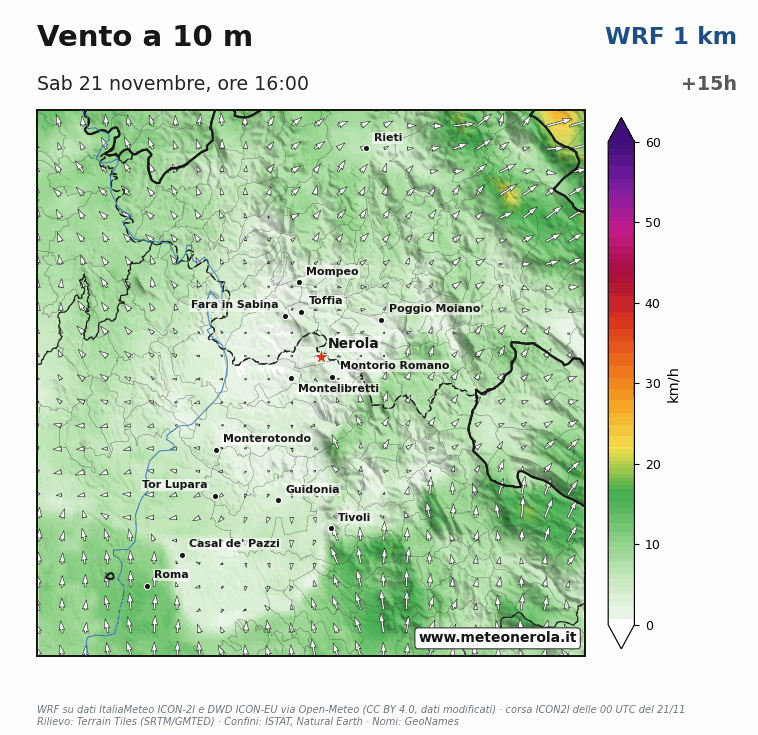 Vento a 10 m
WRF 1 km
Sab 21 novembre, ore 16:00
+15h
Rieti
Mompeo
Fara in Sabina
Toffia
Poggio Moiano
Nerola
Montorio Romano
Montelibretti
Monterotondo
Tor Lupara
Guidonia
Tivoli
Casal de' Pazzi
Roma
www.meteonerola.it
60
50
40
30
20
10
0
km/h
WRF su dati ItaliaMeteo ICON-2I e DWD ICON-EU via Open-Meteo (CC BY 4.0, dati modificati) · corsa ICON2I delle 00 UTC del 21/11
Rilievo: Terrain Tiles (SRTM/GMTED) · Confini: ISTAT, Natural Earth · Nomi: GeoNames